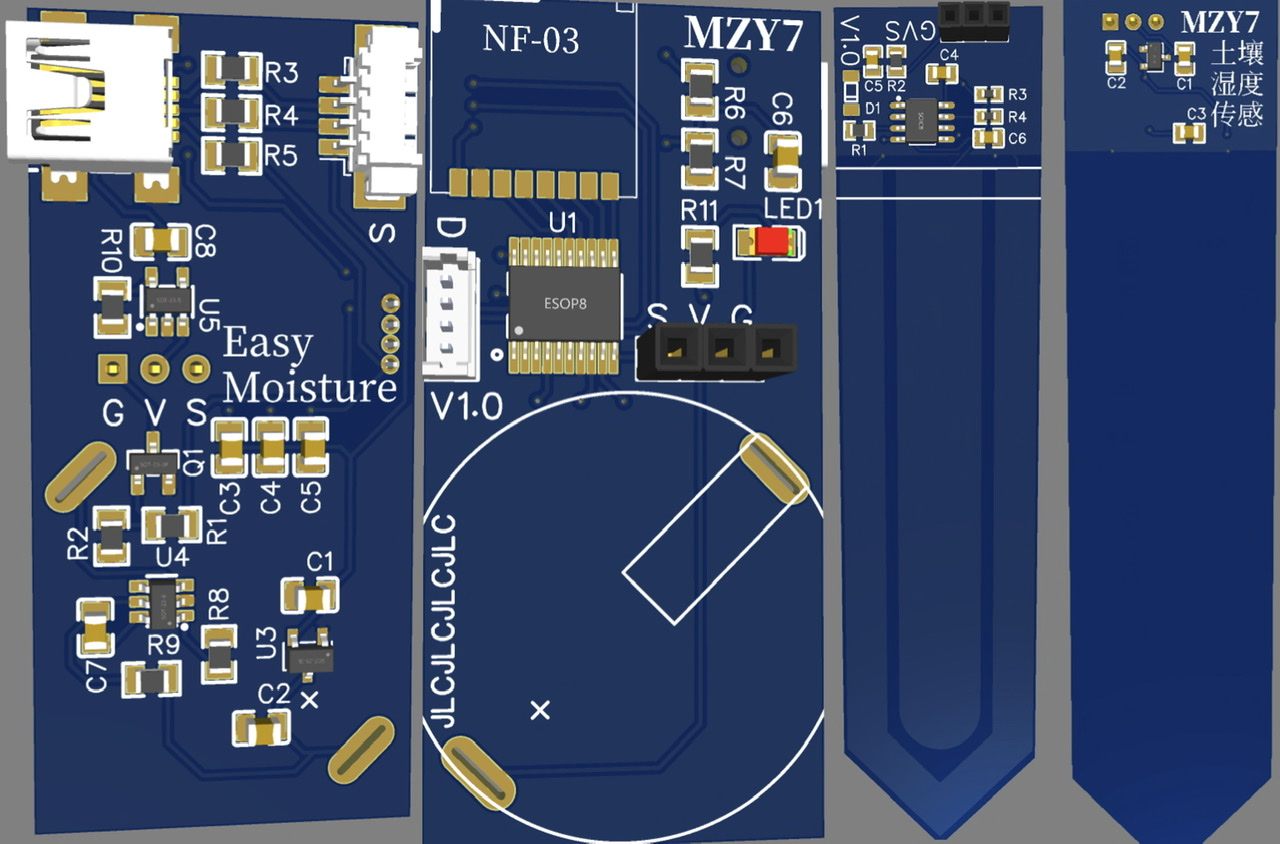 R3
R4
R5
S
R10
C8
U5
Easy
Moisture
G V S
Q1
C3
C4
C5
R2
R1
U4
C1
C7
R9
R8
U3
C2
NF-03
MZY7
R6
C6
R7
R11
LED1
D
U1
ESOP8
S V G
V1.0
JLCJLCJLCJLCJLC
V1.0
GVS
C4
C5
R2
D1
R1
R3
R4
C6
MZY7
土壤
湿度
传感
C2
C1
C3